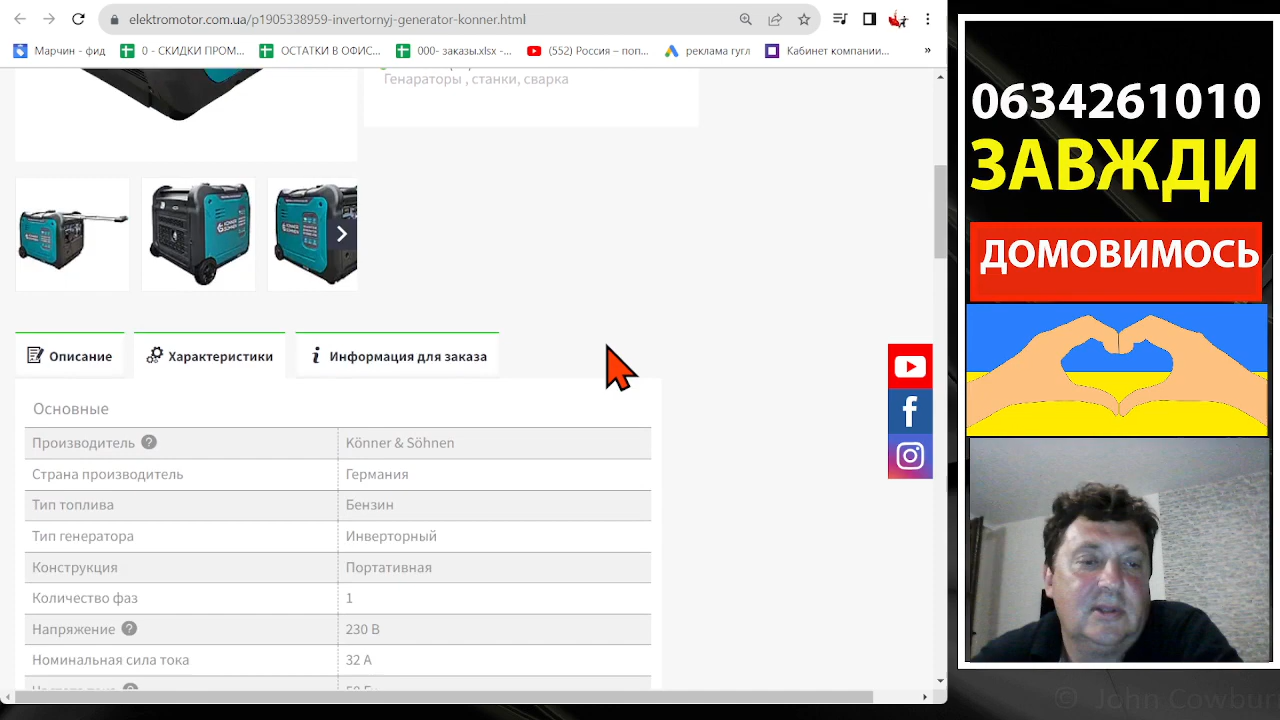 elektromotor.com.ua/p1905338959-invertornyj-generator-konner.html
Марчин - фид
0 - СКИДКИ ПРОМ...
ОСТАТКИ В ОФИС...
000- заказы.xlsx -...
(552) Россия – поп...
реклама гугл
Кабинет компании...
»
Генараторы , станки, сварка
Описание
Характеристики
Информация для заказа
Основные
Производитель ? Könner & Söhnen
Страна производитель Германия
Тип топлива Бензин
Тип генератора Инверторный
Конструкция Портативная
Количество фаз 1
Напряжение ? 230 В
Номинальная сила тока 32 А
0634261010
ЗАВЖДИ
ДОМОВИМОСЬ